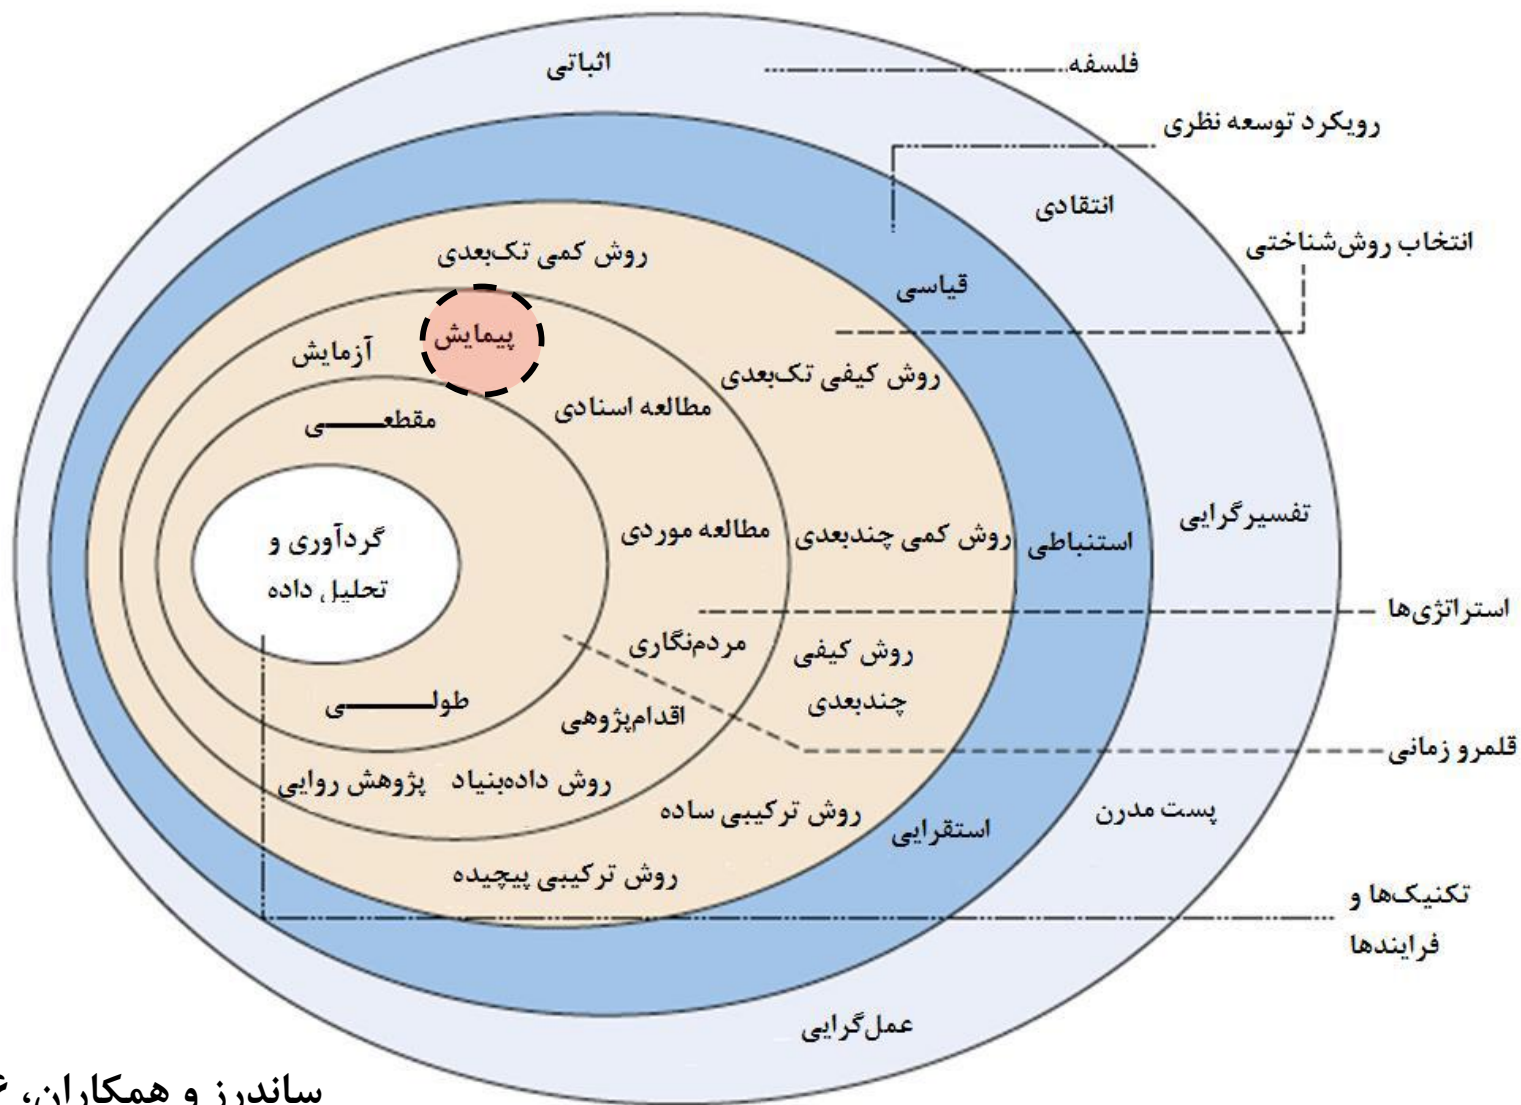 فلسفه
رویکرد توسعه نظری
انتخاب روش‌شناختی
استراتژی‌ها
قلمرو زمانی
تکنیک‌ها و
فرایندها
اثباتی
انتقادی
تفسیرگرایی
پست مدرن
عمل‌گرایی
قیاسی
استنباطی
استقرایی
روش کمی تک‌بعدی
روش کیفی تک‌بعدی
روش کمی چندبعدی
روش کیفی
چندبعدی
روش ترکیبی ساده
روش ترکیبی پیچیده
پیمایش
آزمایش
مطالعه اسنادی
مطالعه موردی
مردم‌نگاری
اقدام‌پژوهی
روش داده‌بنیاد
پژوهش روایی
مقطعـــــی
طولـــــی
گردآوری و
تحلیل داده
ساندرز و همکاران،